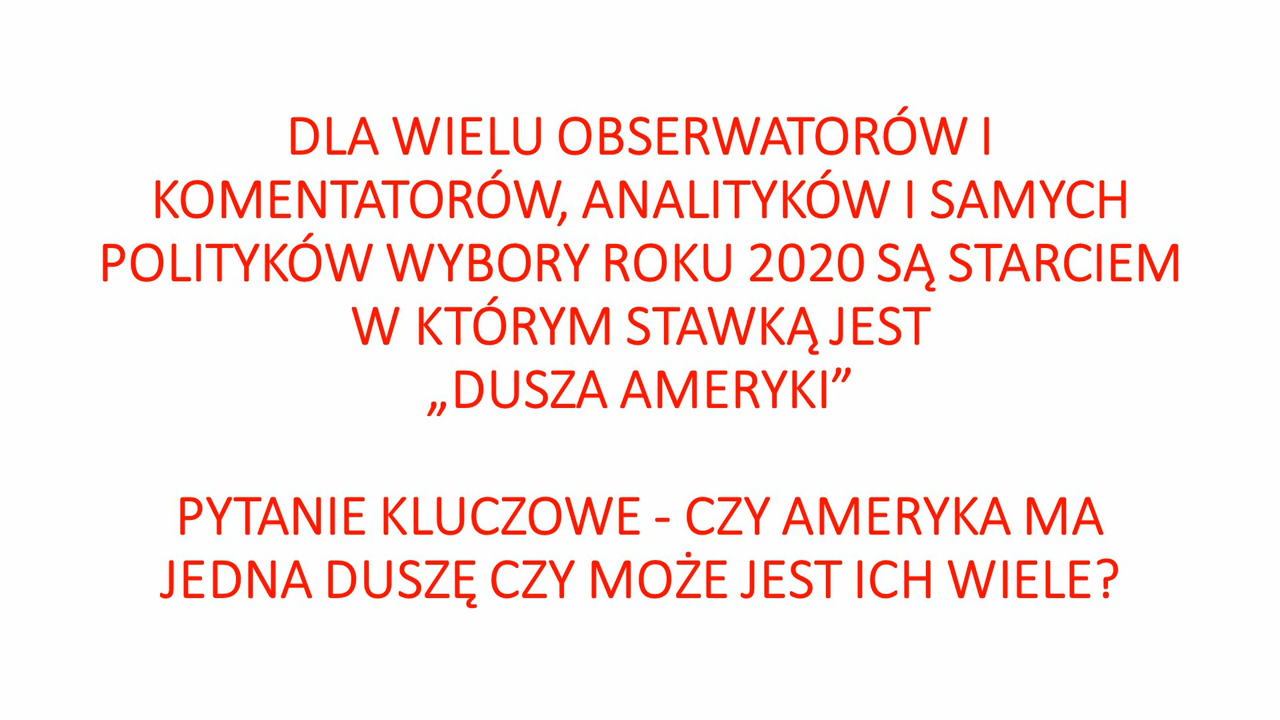 DLA WIELU OBSERWATORÓW I
KOMENTATORÓW, ANALITYKÓW I SAMYCH
POLITYKÓW WYBORY ROKU 2020 SĄ STARCIEM
W KTÓRYM STAWKĄ JEST
„DUSZA AMERYKI”
PYTANIE KLUCZOWE - CZY AMERYKA MA
JEDNA DUSZĘ CZY MOŻE JEST ICH WIELE?